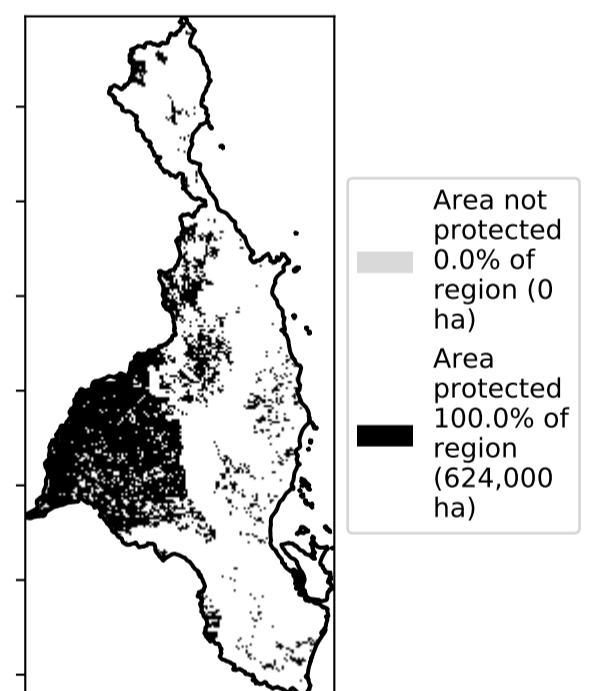 Area not
protected
0.0% of
region (0
ha)
Area
protected
100.0% of
region
(624,000
ha)